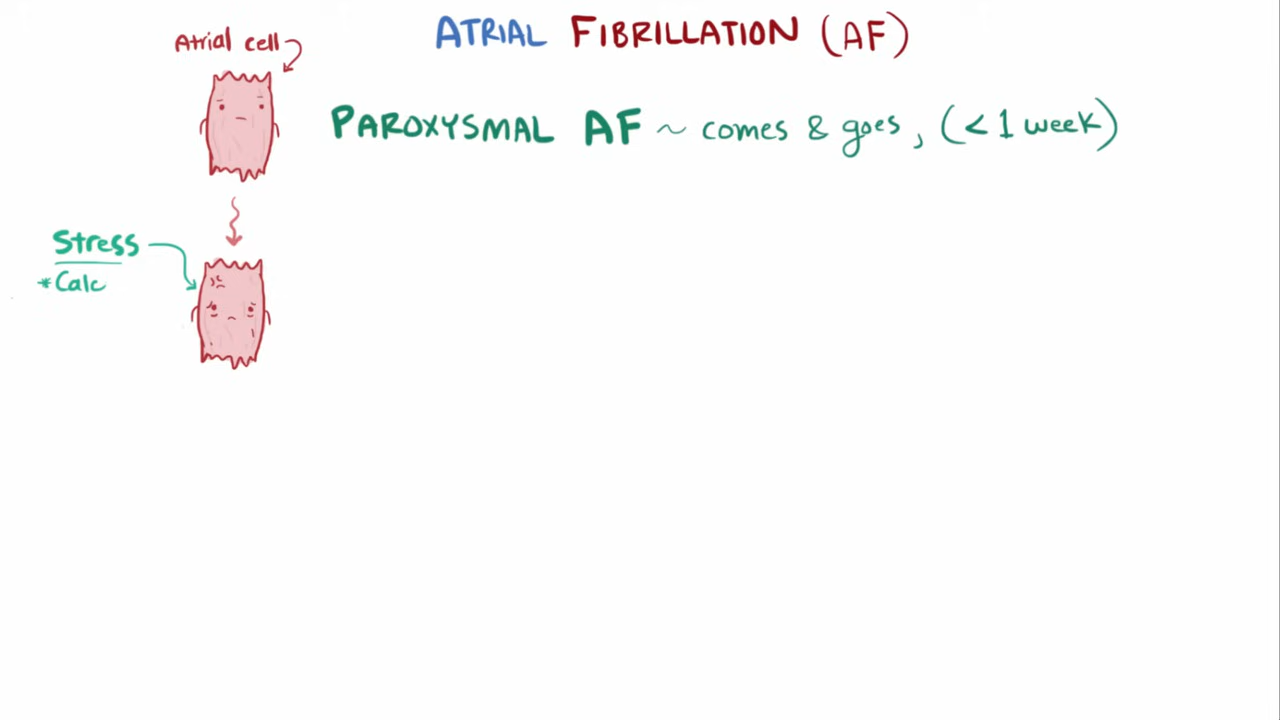 ATRIAL FIBRILLATION (AF)
Atrial cell
PAROXYSMAL AF ~ comes & goes, (< 1 week)
Stress
*Calc